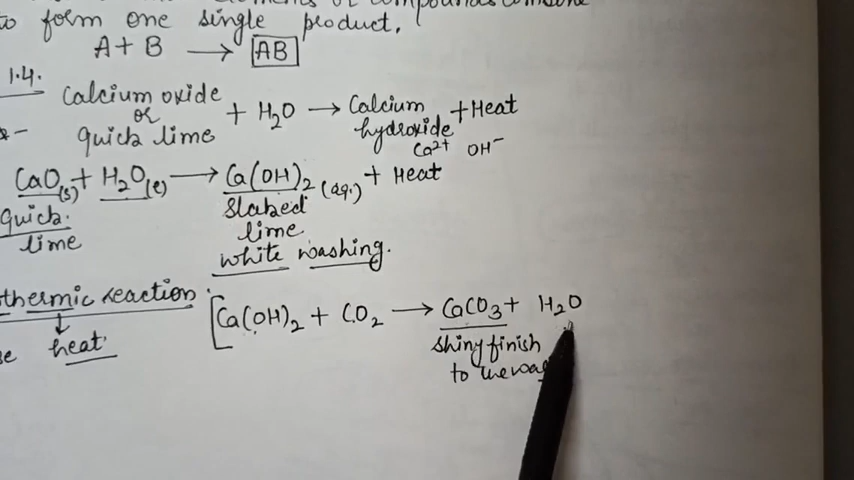 to form one single product.
A + B → AB
1.4.
Calcium oxide or quick lime + H2O → Calcium hydroxide + Heat
Ca2+ OH-
CaO(s) + H2O(l) → Ca(OH)2 (aq.) + Heat
quick lime
Slaked lime
white washing.
thermic reaction
heat
[Ca(OH)2 + CO2 → CaCO3 + H2O
shiny finish
to the